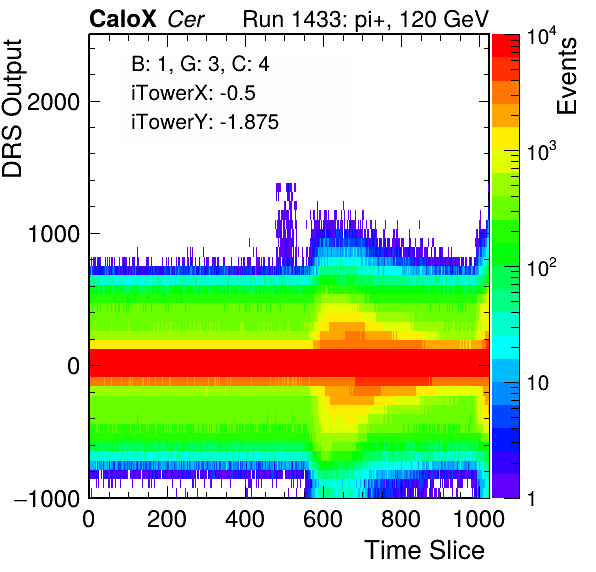 CaloX Cer Run 1433: pi+, 120 GeV
B: 1, G: 3, C: 4
iTowerX: -0.5
iTowerY: -1.875
DRS Output
2000
1000
0
−1000
0 200 400 600 800 1000
Time Slice
Events
10^4
10^3
10^2
10
1